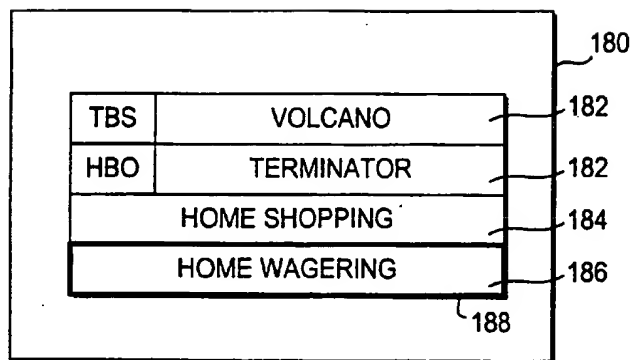 180
TBS VOLCANO 182
HBO TERMINATOR 182
HOME SHOPPING 184
HOME WAGERING 186
188